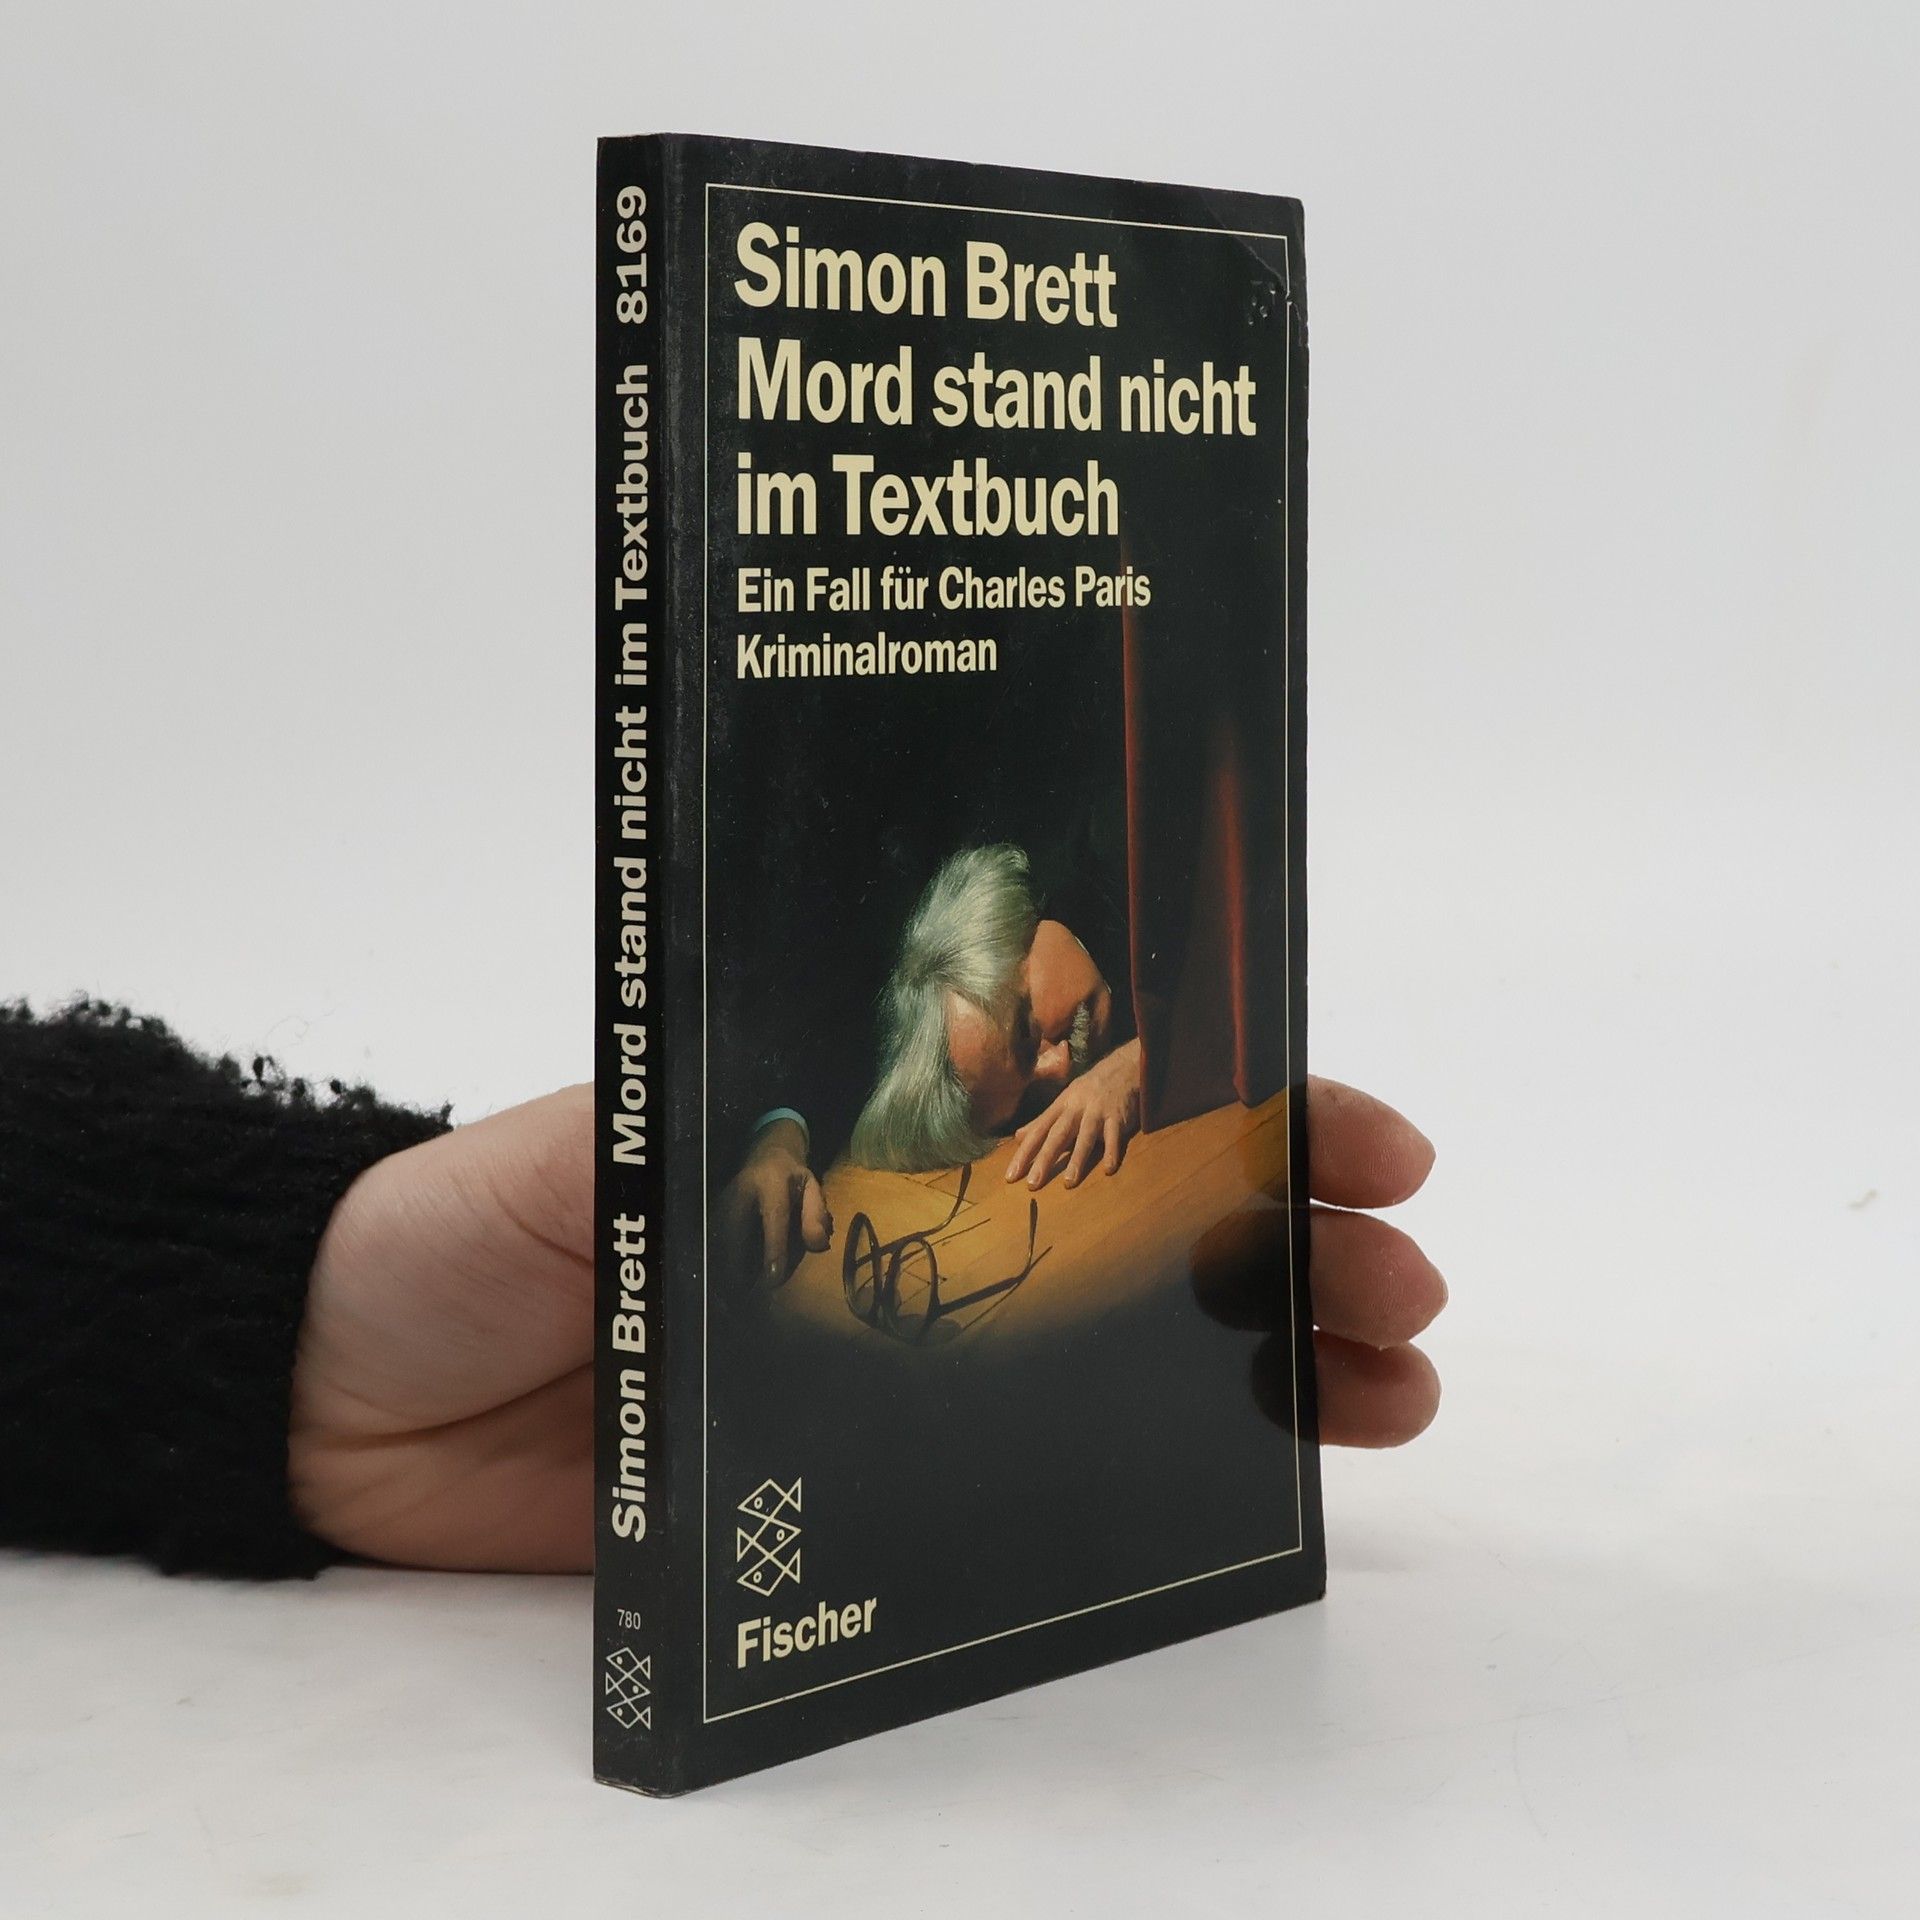 Simon Brett
Mord stand nicht
im Textbuch
Ein Fall für Charles Paris
Kriminalroman
Fischer
Simon Brett Mord stand nicht im Textbuch 8169
780